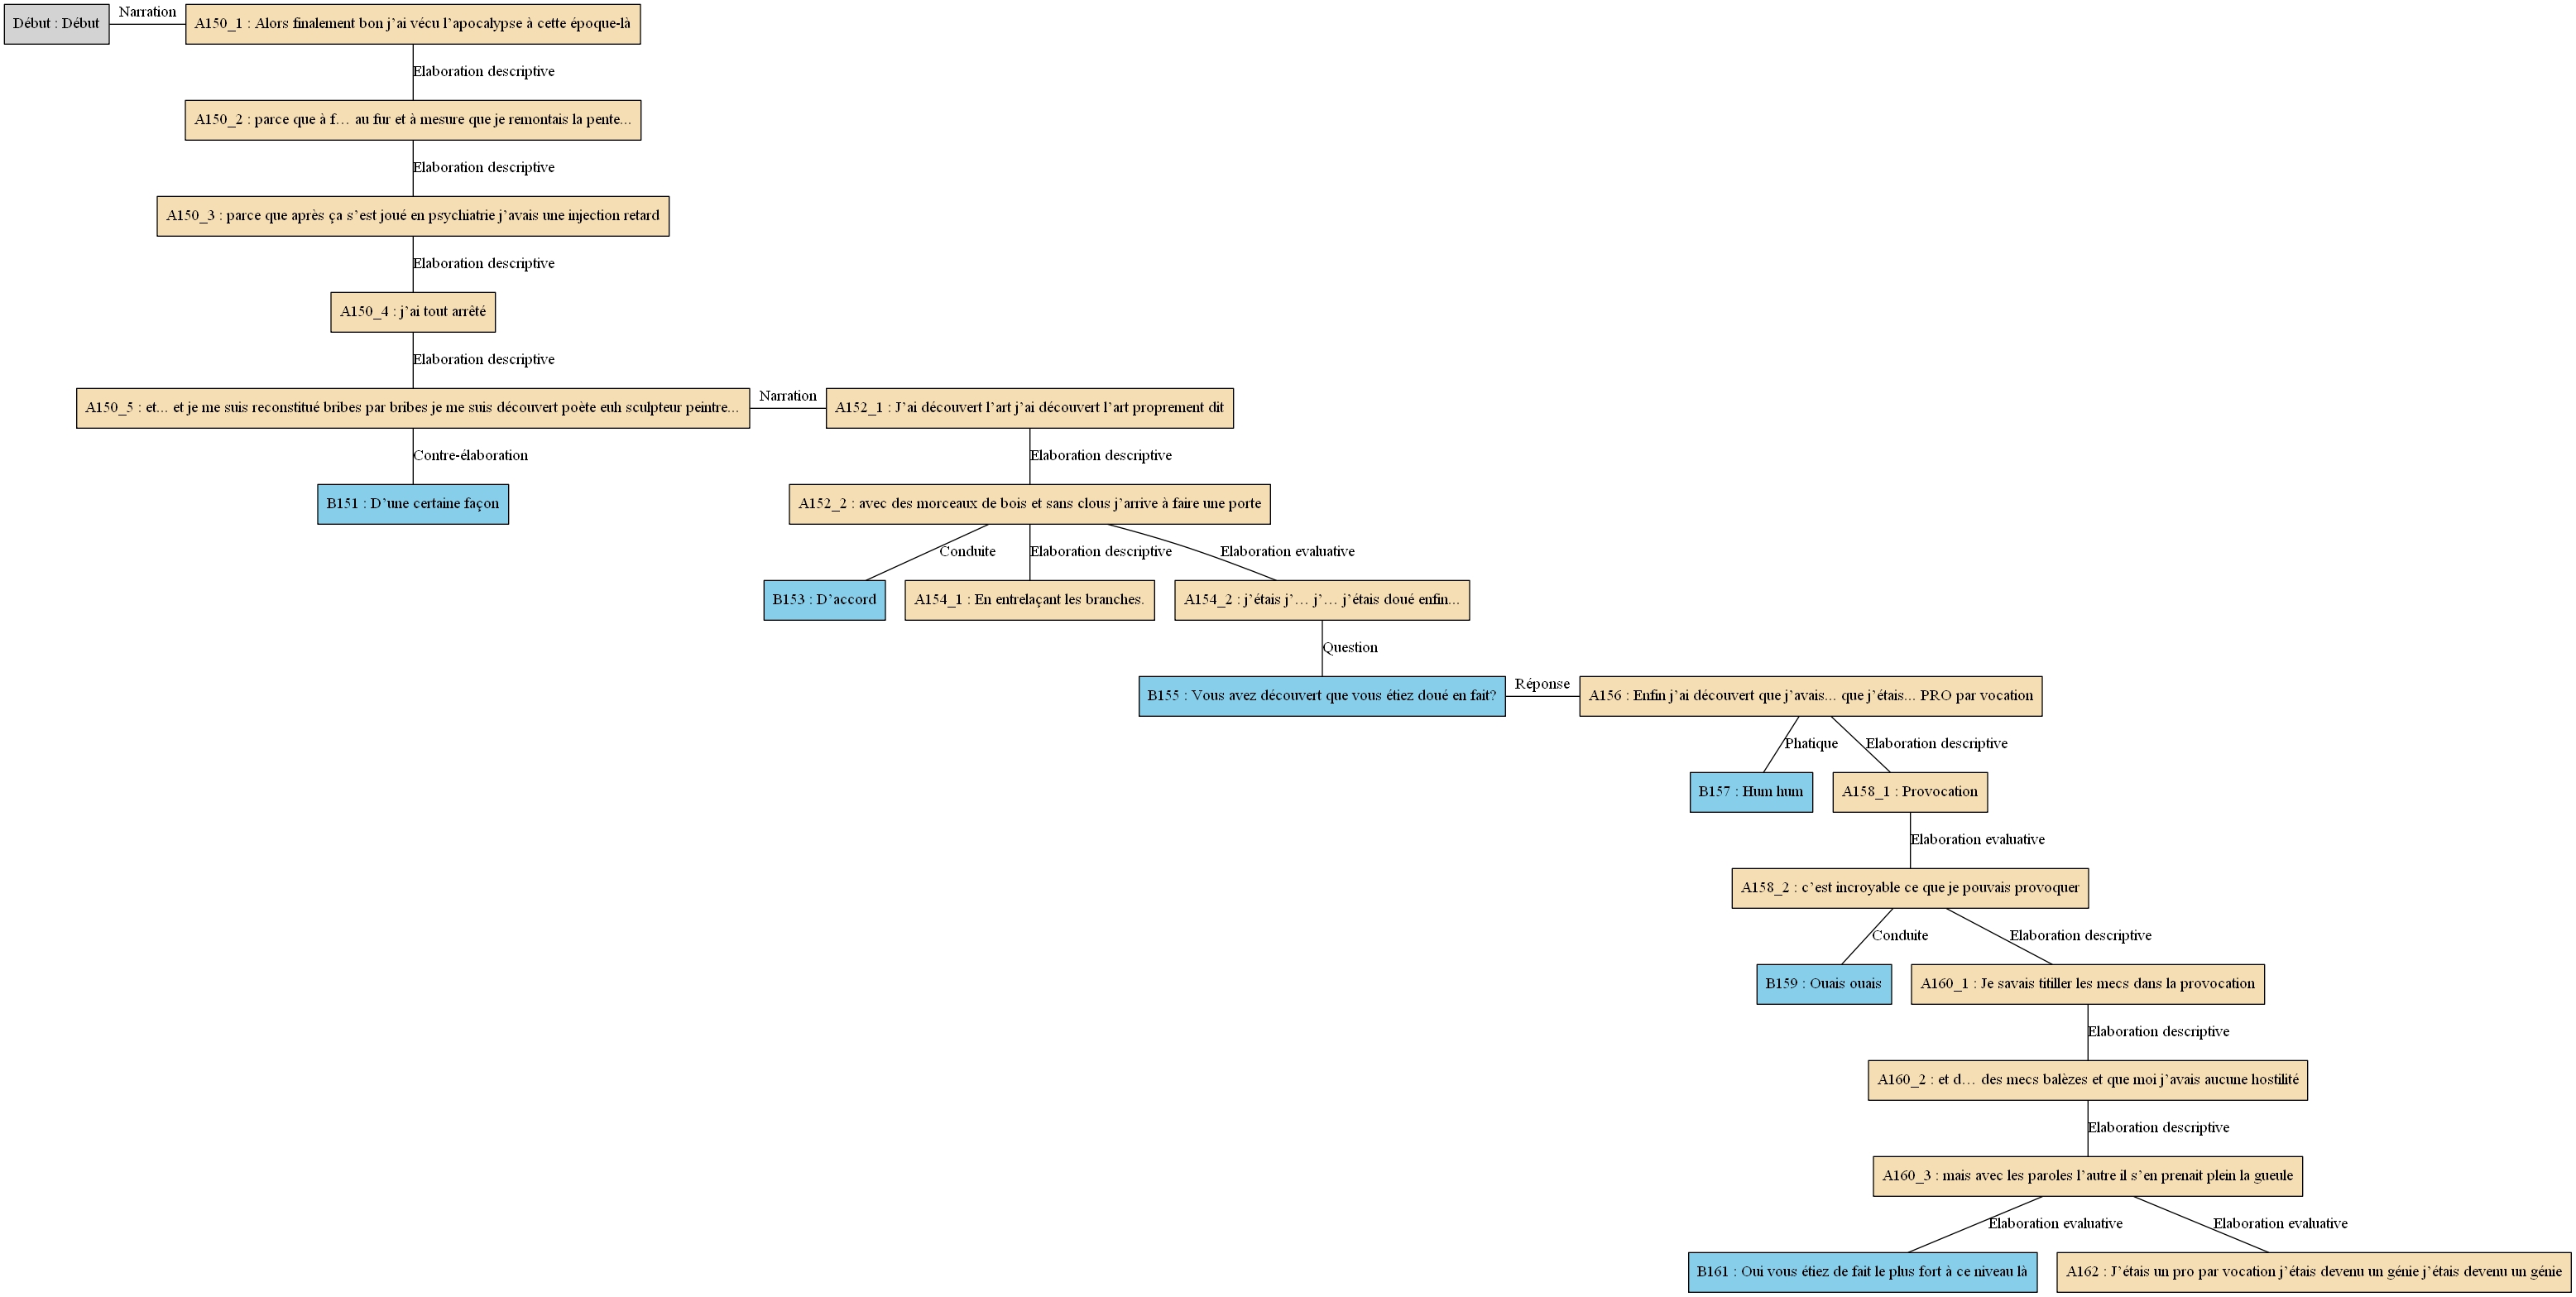 Narration
Début : Début
A150_1 : Alors finalement bon j’ai vécu l’apocalypse à cette époque-là
Elaboration descriptive
A150_2 : parce que à f… au fur et à mesure que je remontais la pente...
Elaboration descriptive
A150_3 : parce que après ça s’est joué en psychiatrie j’avais une injection retard
Elaboration descriptive
A150_4 : j’ai tout arrêté
Elaboration descriptive
A150_5 : et... et je me suis reconstitué bribes par bribes je me suis découvert poète euh sculpteur peintre...
Narration
A152_1 : J’ai découvert l’art j’ai découvert l’art proprement dit
Contre-élaboration
Elaboration descriptive
B151 : D’une certaine façon
A152_2 : avec des morceaux de bois et sans clous j’arrive à faire une porte
Conduite
Elaboration descriptive
Elaboration evaluative
B153 : D’accord
A154_1 : En entrelaçant les branches.
A154_2 : j’étais j’… j’… j’étais doué enfin...
Question
B155 : Vous avez découvert que vous étiez doué en fait?
Réponse
A156 : Enfin j’ai découvert que j’avais... que j’étais... PRO par vocation
Phatique
Elaboration descriptive
B157 : Hum hum
A158_1 : Provocation
Elaboration evaluative
A158_2 : c’est incroyable ce que je pouvais provoquer
Conduite
Elaboration descriptive
B159 : Ouais ouais
A160_1 : Je savais titiller les mecs dans la provocation
Elaboration descriptive
A160_2 : et d… des mecs balèzes et que moi j’avais aucune hostilité
Elaboration descriptive
A160_3 : mais avec les paroles l’autre il s’en prenait plein la gueule
Elaboration evaluative
Elaboration evaluative
B161 : Oui vous étiez de fait le plus fort à ce niveau là
A162 : J’étais un pro par vocation j’étais devenu un génie j’étais devenu un génie